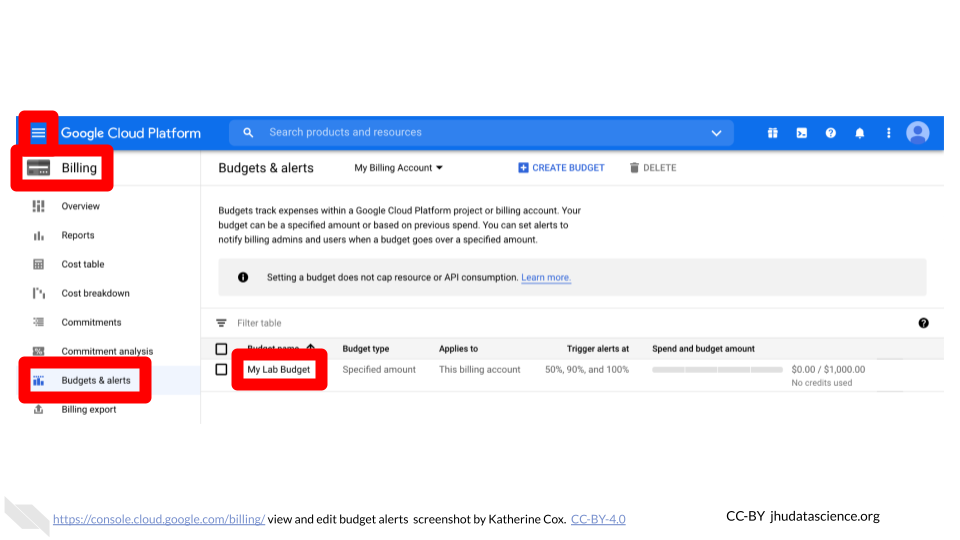 Google Cloud Platform
Search products and resources
Billing
Budgets & alerts
My Billing Account
CREATE BUDGET
DELETE
Overview
Reports
Cost table
Cost breakdown
Commitments
Commitment analysis
Budgets & alerts
Billing export
Budgets track expenses within a Google Cloud Platform project or billing account. Your
budget can be a specified amount or based on previous spend. You can set alerts to
notify billing admins and users when a budget goes over a specified amount.
Setting a budget does not cap resource or API consumption. Learn more.
Filter table
Budget name Budget type Applies to Trigger alerts at Spend and budget amount
My Lab Budget Specified amount This billing account 50%, 90%, and 100% $0.00 / $1,000.00
No credits used
https://console.cloud.google.com/billing/ view and edit budget alerts screenshot by Katherine Cox. CC-BY-4.0
CC-BY jhudatascience.org